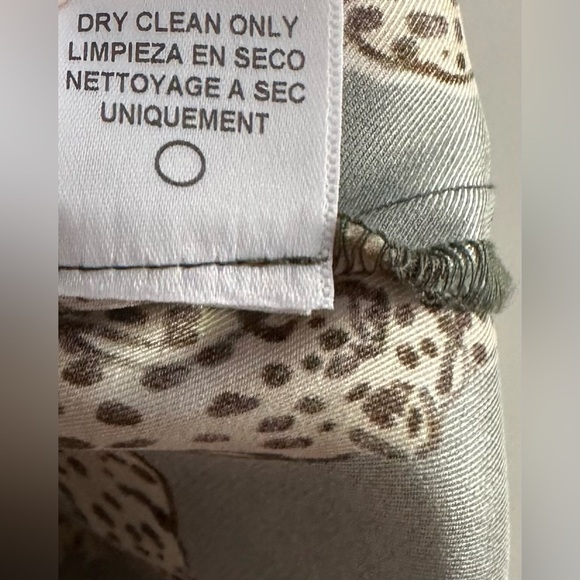 DRY CLEAN ONLY
LIMPIEZA EN SECO
NETTOYAGE A SEC
UNIQUEMENT